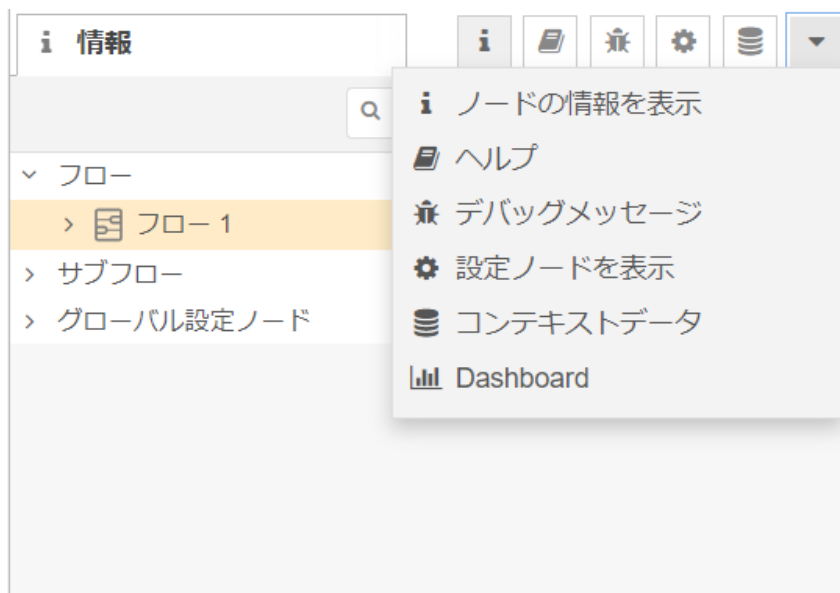 情報
ノードの情報を表示
ヘルプ
デバッグメッセージ
設定ノードを表示
コンテキストデータ
Dashboard
フロー
フロー 1
サブフロー
グローバル設定ノード